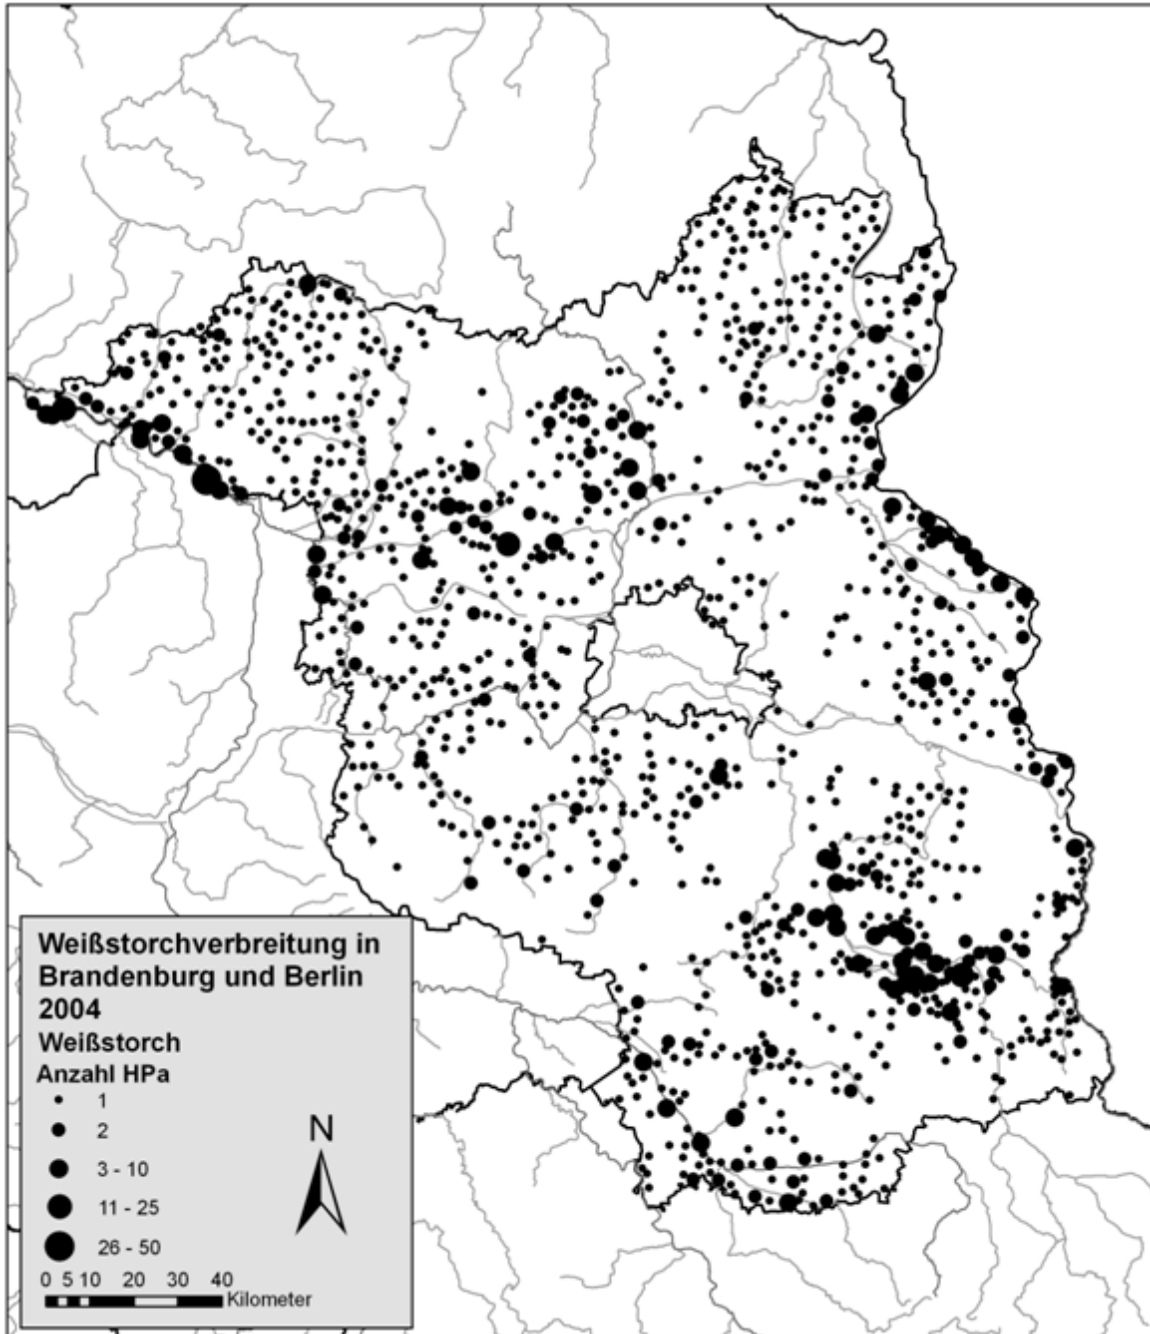 Weißstorchverbreitung in
Brandenburg und Berlin
2004
Weißstorch
Anzahl HPa
1
2
3 - 10
11 - 25
26 - 50
N
0 5 10 20 30 40
Kilometer